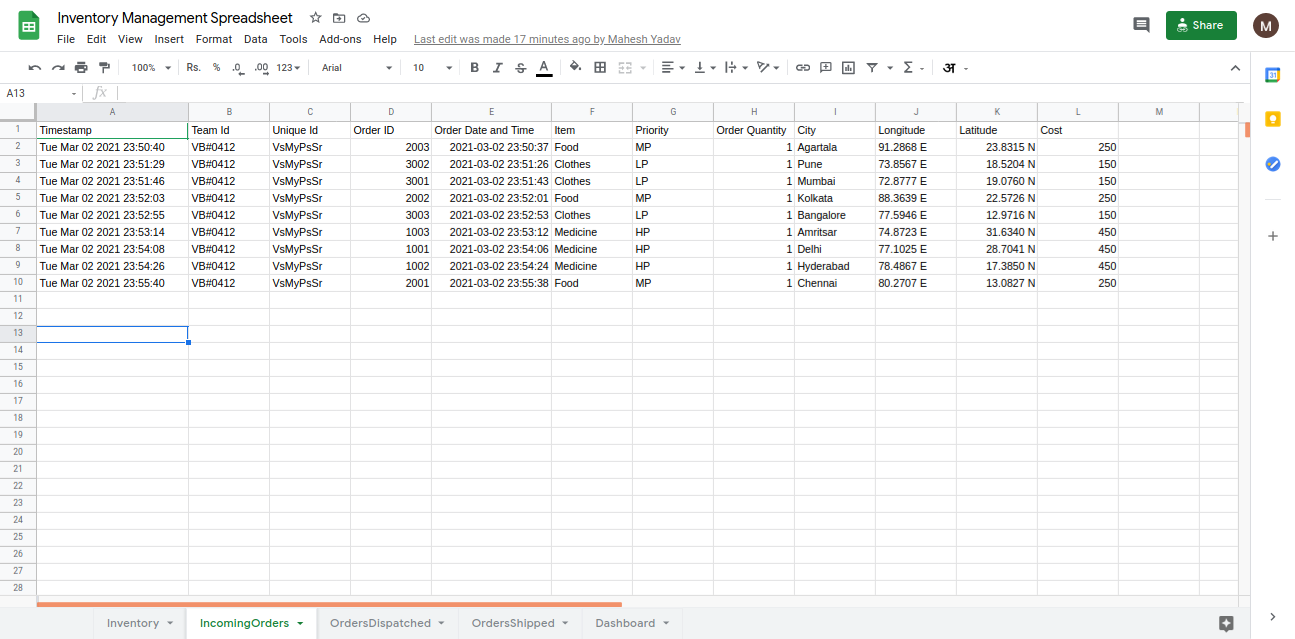 Inventory Management Spreadsheet
File Edit View Insert Format Data Tools Add-ons Help Last edit was made 17 minutes ago by Mahesh Yadav
Share
M
100% Rs. % .0 .00 123 Arial 10 B I S A अ
A13 fx
A B C D E F G H I J K L M
1 Timestamp Team Id Unique Id Order ID Order Date and Time Item Priority Order Quantity City Longitude Latitude Cost
2 Tue Mar 02 2021 23:50:40 VB#0412 VsMyPsSr 2003 2021-03-02 23:50:37 Food MP 1 Agartala 91.2868 E 23.8315 N 250
3 Tue Mar 02 2021 23:51:29 VB#0412 VsMyPsSr 3002 2021-03-02 23:51:26 Clothes LP 1 Pune 73.8567 E 18.5204 N 150
4 Tue Mar 02 2021 23:51:46 VB#0412 VsMyPsSr 3001 2021-03-02 23:51:43 Clothes LP 1 Mumbai 72.8777 E 19.0760 N 150
5 Tue Mar 02 2021 23:52:03 VB#0412 VsMyPsSr 2002 2021-03-02 23:52:01 Food MP 1 Kolkata 88.3639 E 22.5726 N 250
6 Tue Mar 02 2021 23:52:55 VB#0412 VsMyPsSr 3003 2021-03-02 23:52:53 Clothes LP 1 Bangalore 77.5946 E 12.9716 N 150
7 Tue Mar 02 2021 23:53:14 VB#0412 VsMyPsSr 1003 2021-03-02 23:53:12 Medicine HP 1 Amritsar 74.8723 E 31.6340 N 450
8 Tue Mar 02 2021 23:54:08 VB#0412 VsMyPsSr 1001 2021-03-02 23:54:06 Medicine HP 1 Delhi 77.1025 E 28.7041 N 450
9 Tue Mar 02 2021 23:54:26 VB#0412 VsMyPsSr 1002 2021-03-02 23:54:24 Medicine HP 1 Hyderabad 78.4867 E 17.3850 N 450
10 Tue Mar 02 2021 23:55:40 VB#0412 VsMyPsSr 2001 2021-03-02 23:55:38 Food MP 1 Chennai 80.2707 E 13.0827 N 250
11
12
13
14
15
16
17
18
19
20
21
22
23
24
25
26
27
28
Inventory IncomingOrders OrdersDispatched OrdersShipped Dashboard